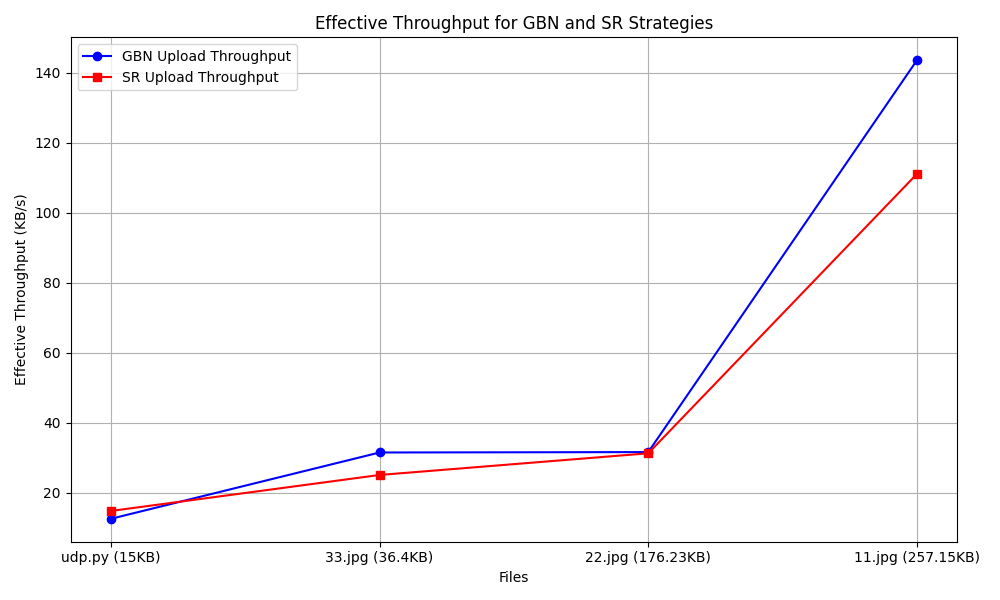 Effective Throughput for GBN and SR Strategies
GBN Upload Throughput
SR Upload Throughput
Effective Throughput (KB/s)
140
120
100
80
60
40
20
udp.py (15KB)
33.jpg (36.4KB)
22.jpg (176.23KB)
11.jpg (257.15KB)
Files